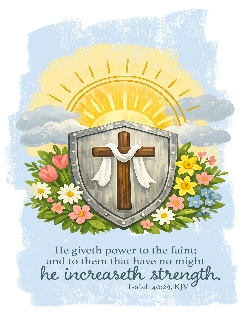 He giveth power to the faint;
and to them that have no might
he increaseth strength.
Isaiah 40:29, KJV